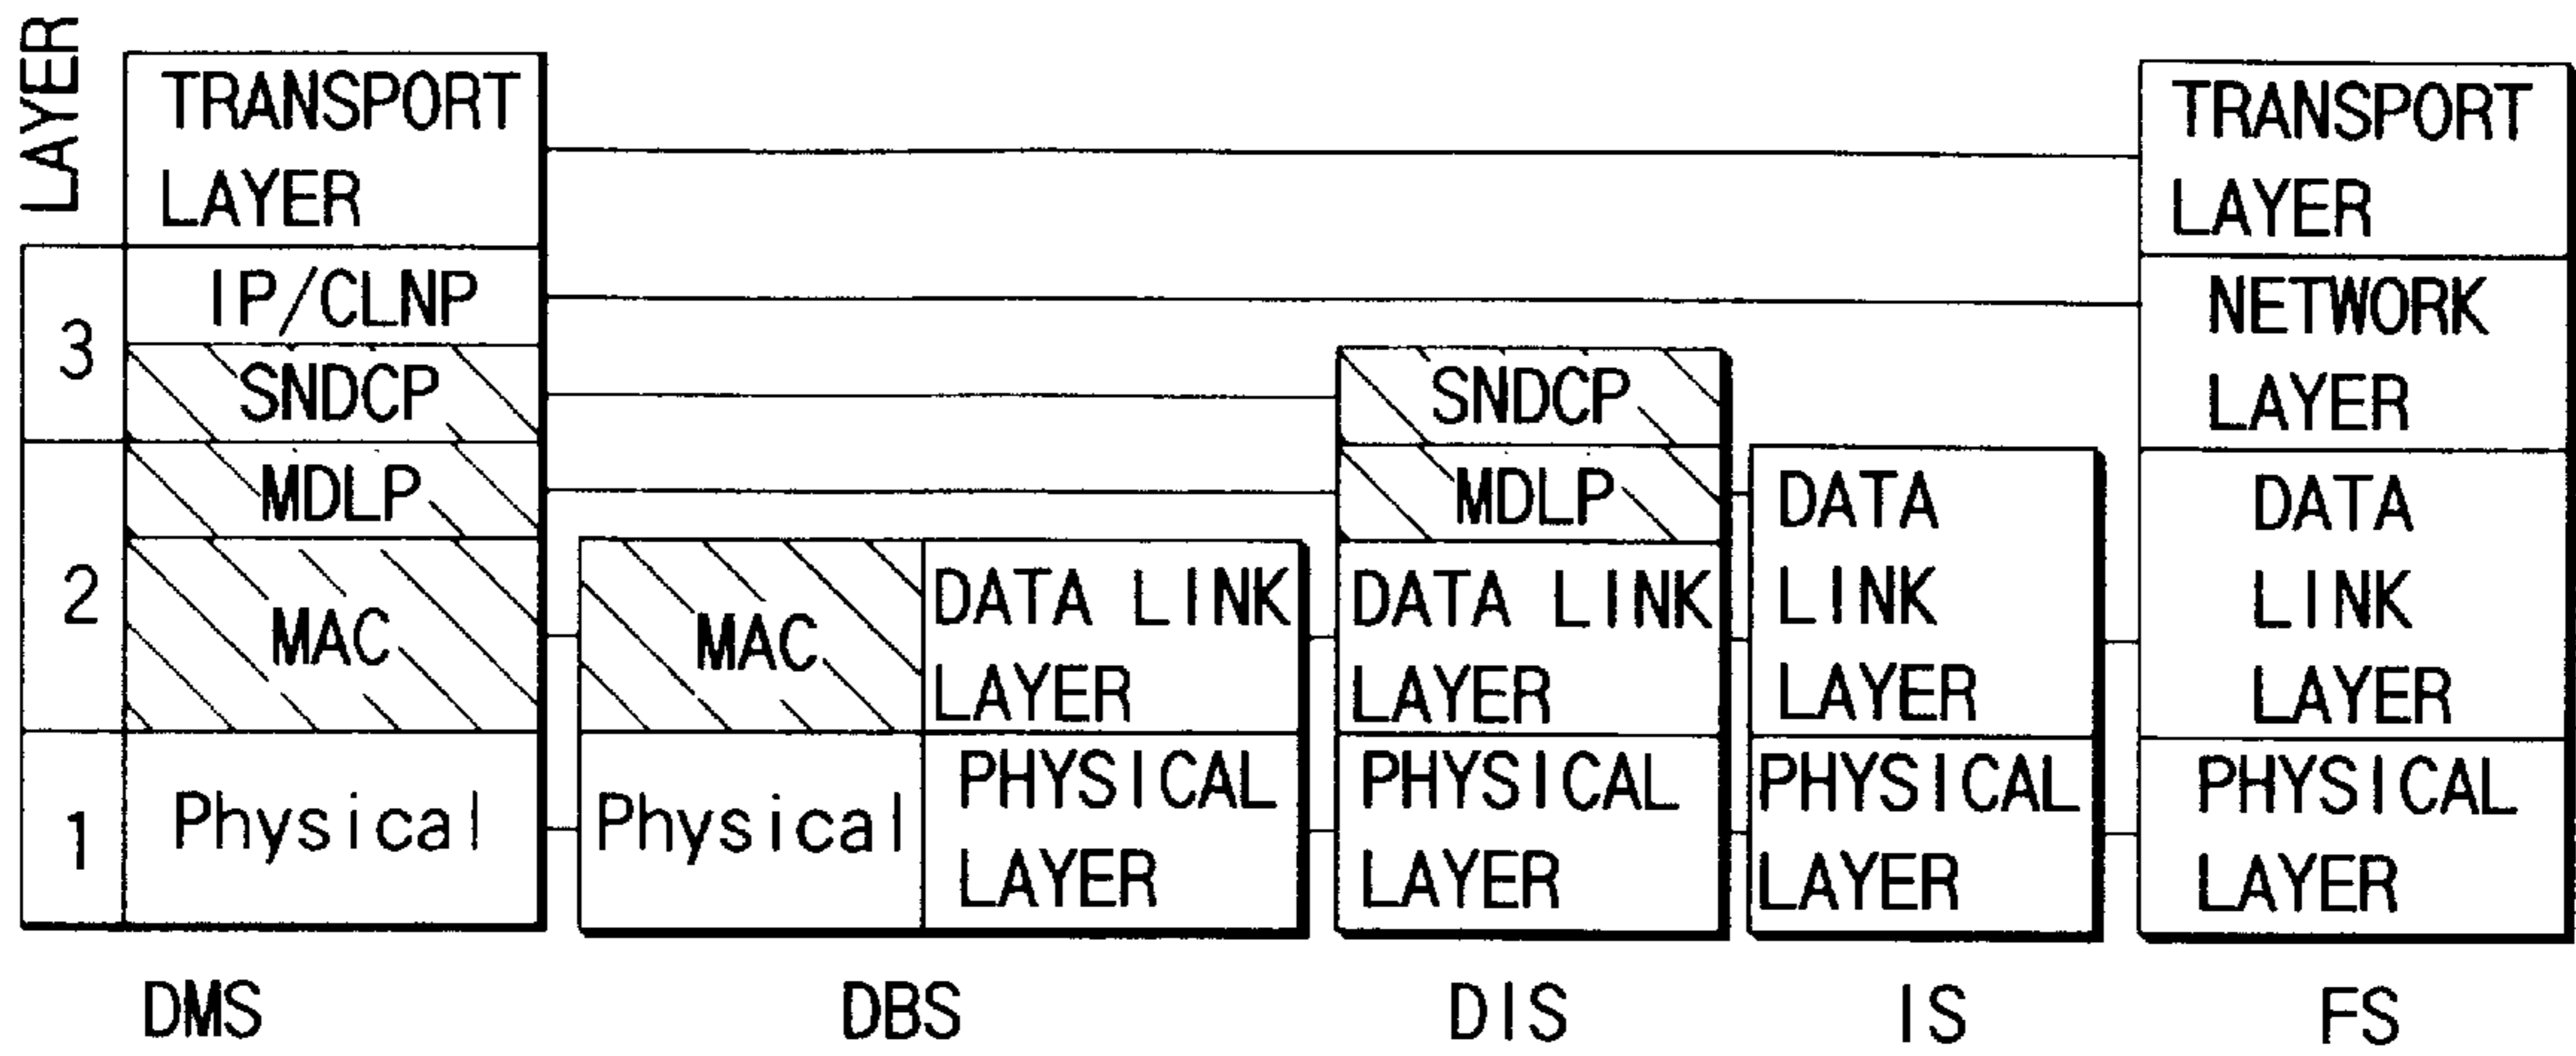 LAYER
TRANSPORT
LAYER
3
IP/CLNP
SNDCP
2
MDLP
MAC
1
Physical
DMS
MAC
DATA LINK
LAYER
Physical
PHYSICAL
LAYER
DBS
SNDCP
MDLP
DATA LINK
LAYER
PHYSICAL
LAYER
DIS
DATA
LINK
LAYER
PHYSICAL
LAYER
IS
TRANSPORT
LAYER
NETWORK
LAYER
DATA
LINK
LAYER
PHYSICAL
LAYER
FS